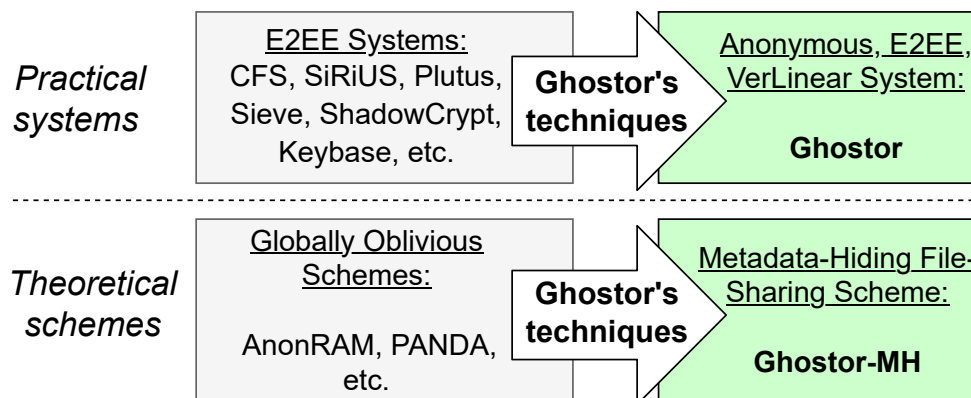 Practical
systems
E2EE Systems:
CFS, SiRiUS, Plutus,
Sieve, ShadowCrypt,
Keybase, etc.
Ghostor's
techniques
Anonymous, E2EE,
VerLinear System:
Ghostor
Theoretical
schemes
Globally Oblivious
Schemes:
AnonRAM, PANDA,
etc.
Ghostor's
techniques
Metadata-Hiding File-
Sharing Scheme:
Ghostor-MH